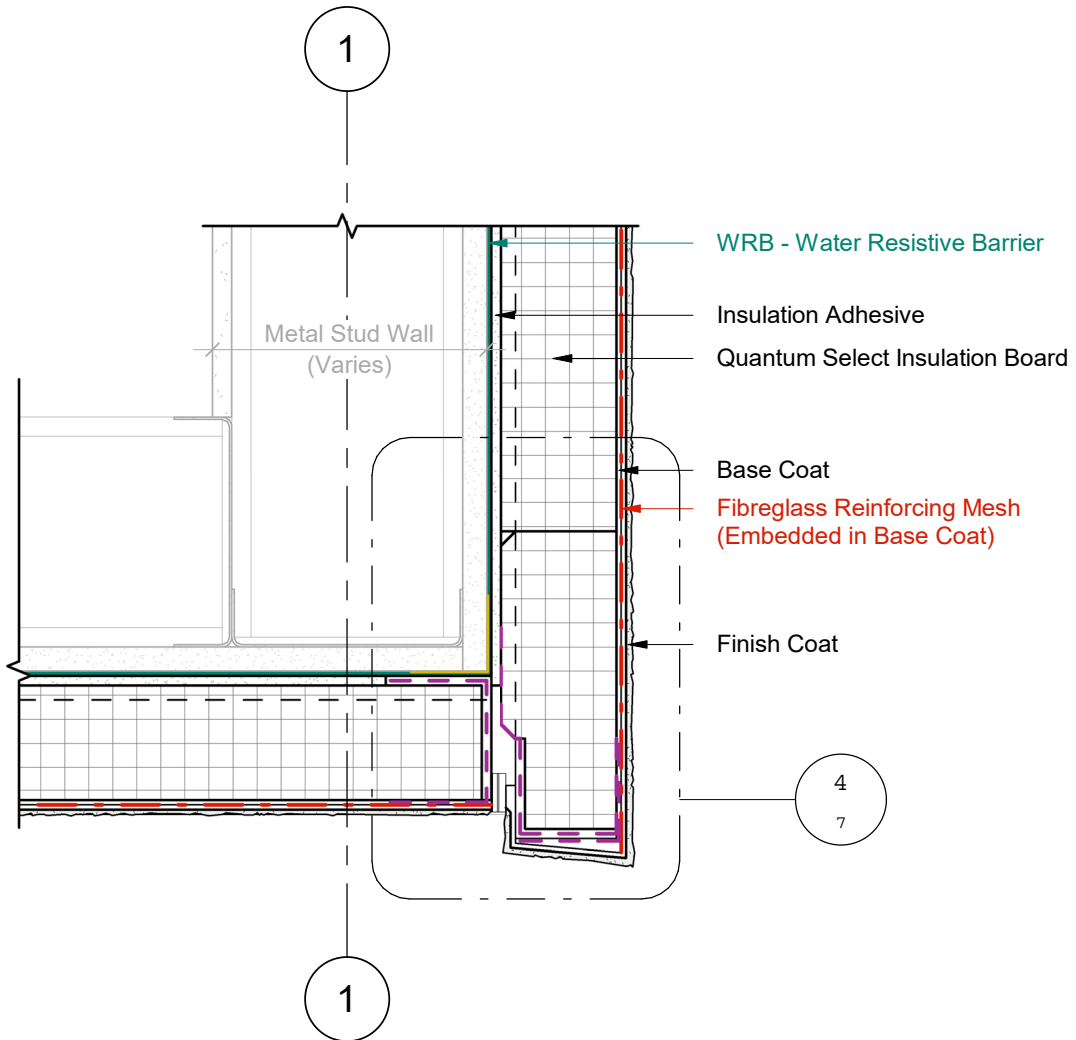 1
WRB - Water Resistive Barrier
Insulation Adhesive
Metal Stud Wall
(Varies)
Quantum Select Insulation Board
Base Coat
Fibreglass Reinforcing Mesh
(Embedded in Base Coat)
Finish Coat
4
7
1